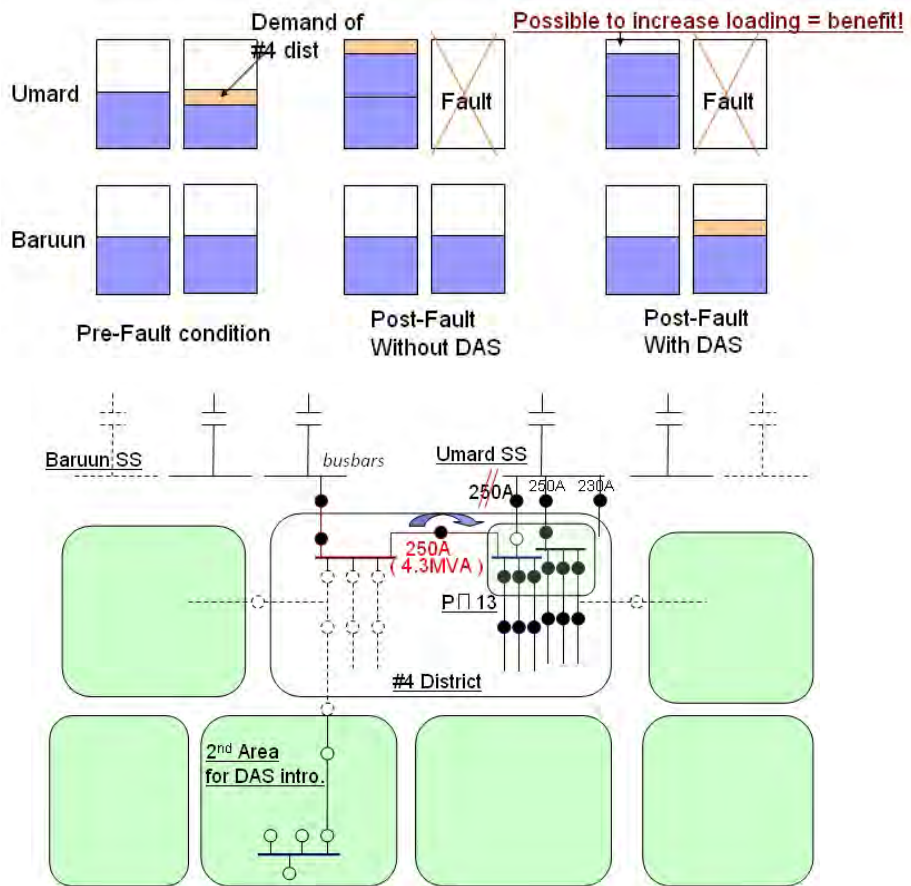 Demand of
#4 dist
Possible to increase loading = benefit!
Umard
Fault
Fault
Baruun
Pre-Fault condition
Post-Fault
Without DAS
Post-Fault
With DAS
Baruun SS
busbars
Umard SS
250A
250A
230A
250A
( 4.3MVA )
РП 13
#4 District
2nd Area
for DAS intro.